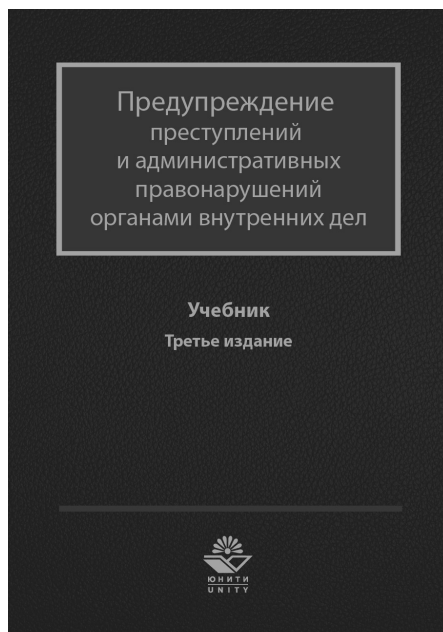 Предупреждение
преступлений
и административных
правонарушений
органами внутренних дел
Учебник
Третье издание
ЮНИТИ
UNITY